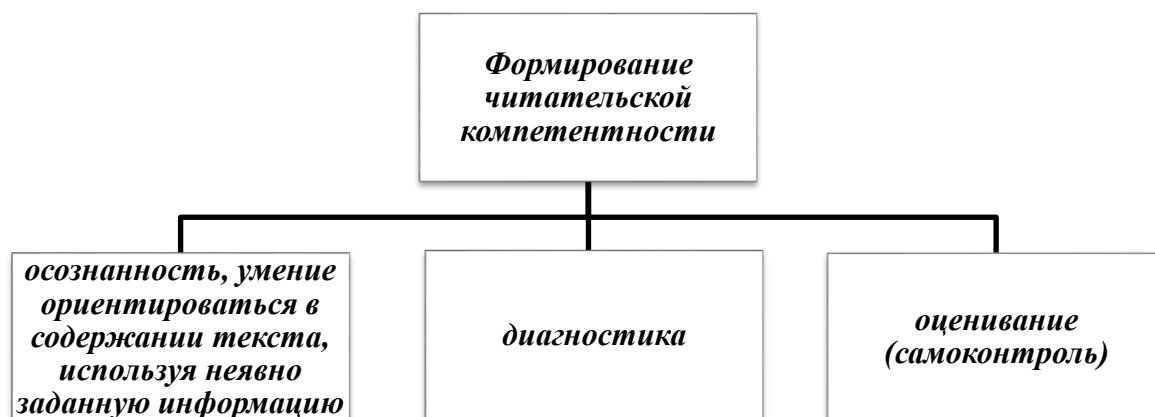 Формирование
читательской
компетентности
осознанность, умение
ориентироваться в
содержании текста,
используя неявно
заданную информацию
диагностика
оценивание
(самоконтроль)